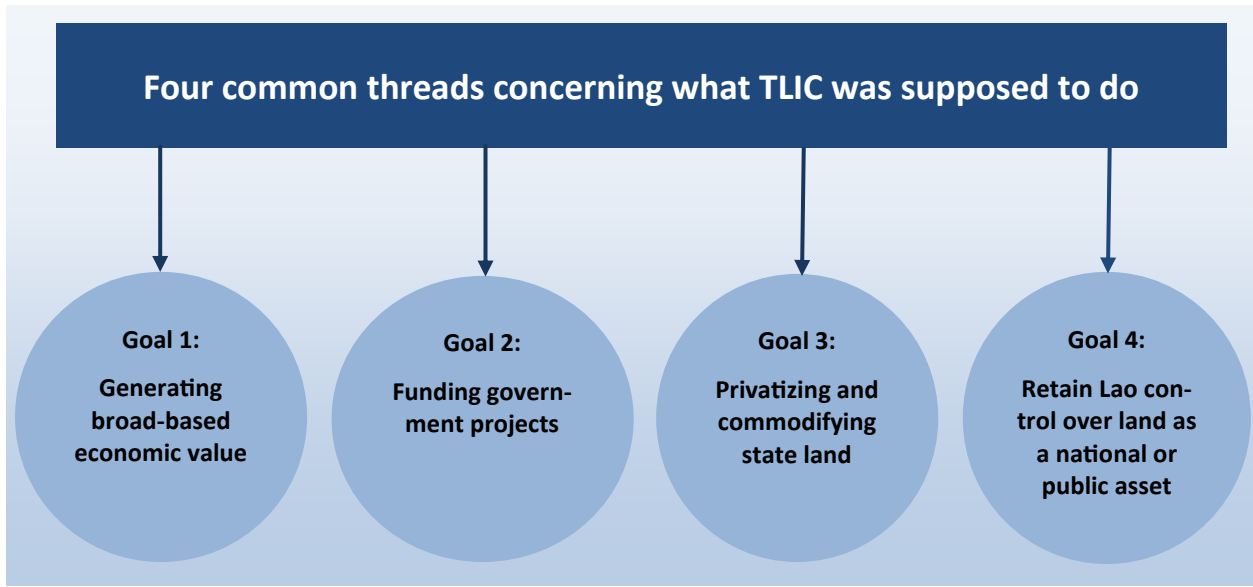 Four common threads concerning what TLIC was supposed to do
Goal 1:
Generating
broad-based
economic value
Goal 2:
Funding govern-
ment projects
Goal 3:
Privatizing and
commodifying
state land
Goal 4:
Retain Lao con-
trol over land as
a national or
public asset